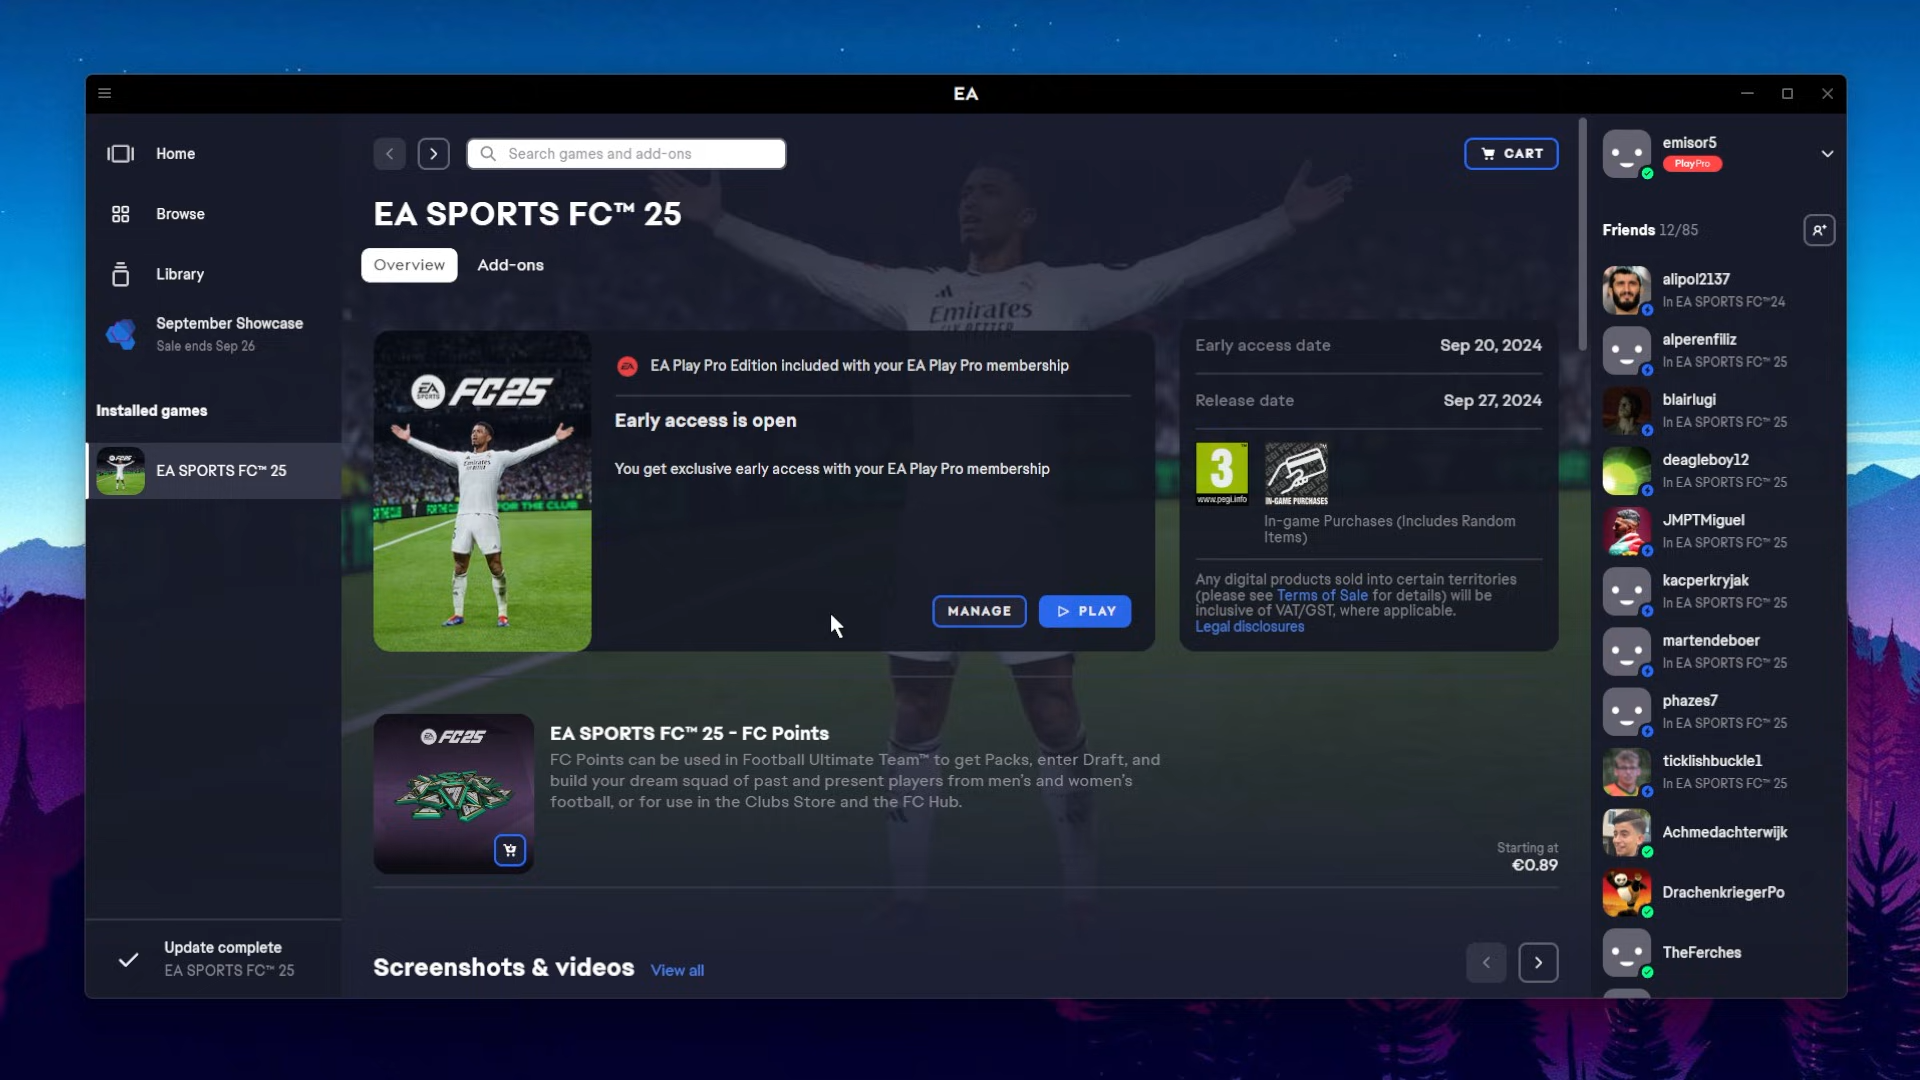 EA
Home
Browse
Library
September Showcase
Sale ends Sep 26
Installed games
EA SPORTS FC™ 25
Update complete
EA SPORTS FC™ 25
Search games and add-ons
CART
EA SPORTS FC™ 25
Overview
Add-ons
Emirates
FLY BETTER
EA SPORTS FC25
Emirates
FOR THE CLUB
EA Play Pro Edition included with your EA Play Pro membership
Early access is open
You get exclusive early access with your EA Play Pro membership
MANAGE
PLAY
Early access date
Sep 20, 2024
Release date
Sep 27, 2024
3
www.pegi.info
IN-GAME PURCHASES
In-game Purchases (Includes Random
Items)
Any digital products sold into certain territories
(please see Terms of Sale for details) will be
inclusive of VAT/GST, where applicable.
Legal disclosures
FC25
EA SPORTS FC™ 25 - FC Points
FC Points can be used in Football Ultimate Team™ to get Packs, enter Draft, and
build your dream squad of past and present players from men's and women's
football, or for use in the Clubs Store and the FC Hub.
Starting at
€0.89
Screenshots & videos
View all
emisor5
Play Pro
Friends 12/85
alipol2137
In EA SPORTS FC™24
alperenfiliz
In EA SPORTS FC™ 25
blairlugi
In EA SPORTS FC™ 25
deagleboy12
In EA SPORTS FC™ 25
JMPTMiguel
In EA SPORTS FC™ 25
kacperkryjak
In EA SPORTS FC™ 25
martendeboer
In EA SPORTS FC™ 25
phazes7
In EA SPORTS FC™ 25
ticklishbuckle1
In EA SPORTS FC™ 25
Achmedachterwijk
DrachenkriegerPo
TheFerches